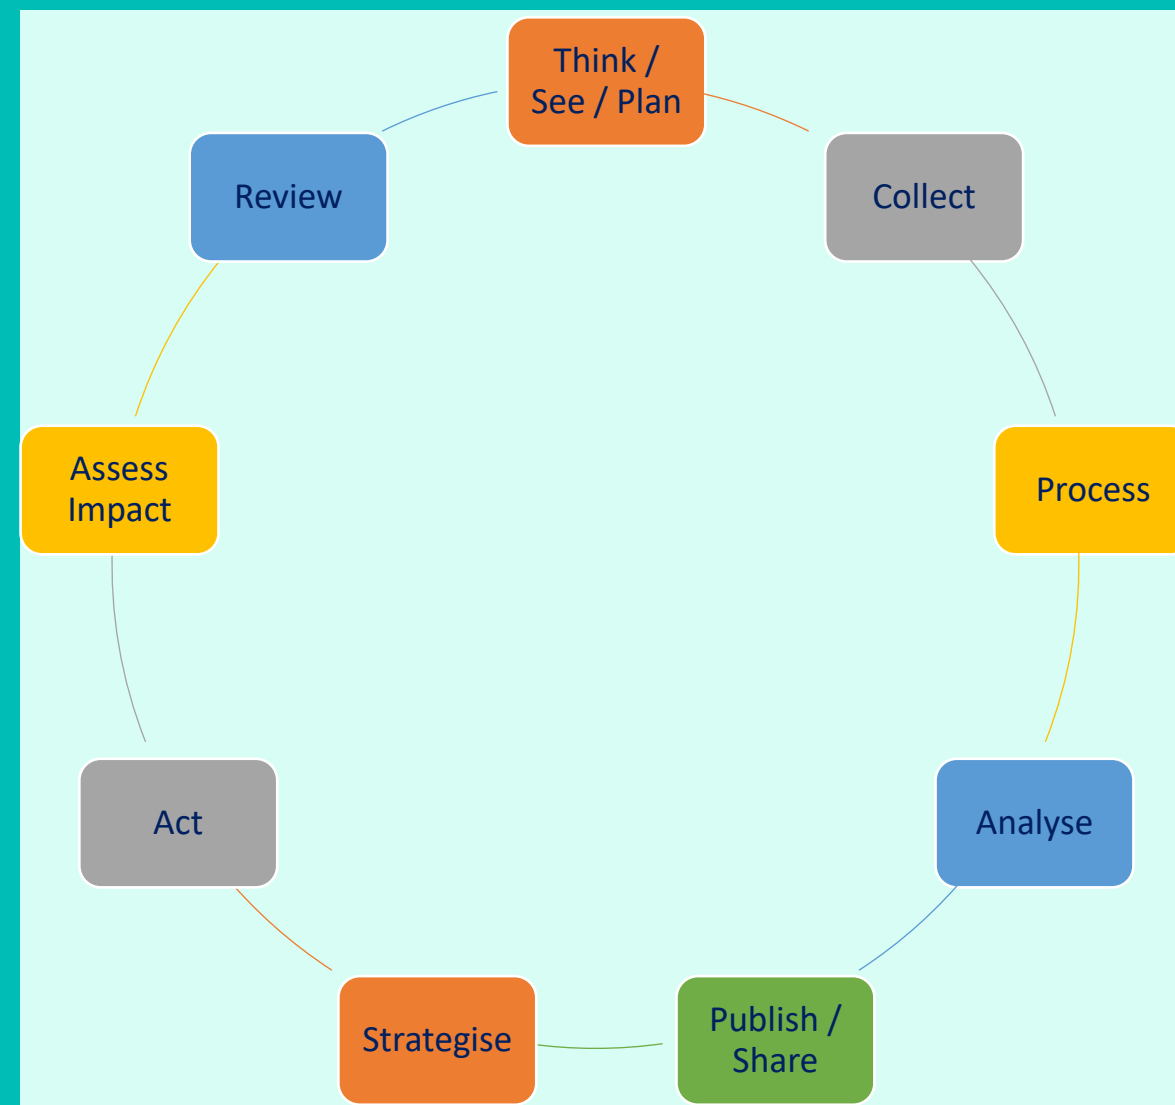 Think /
See / Plan
Collect
Process
Analyse
Publish /
Share
Strategise
Act
Assess
Impact
Review